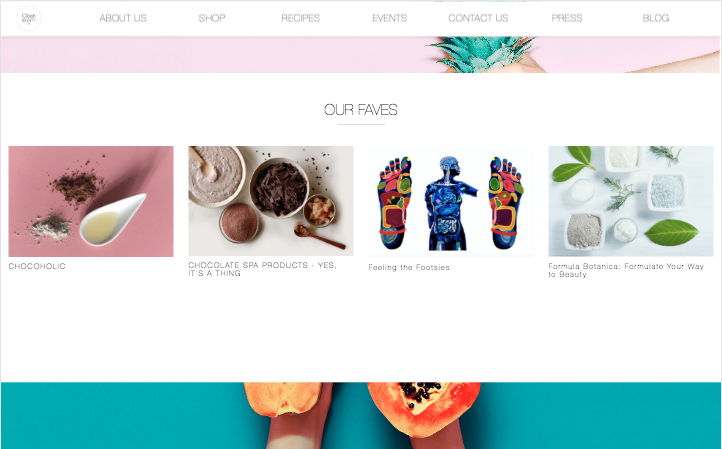 ABOUT US
SHOP
RECIPES
EVENTS
CONTACT US
PRESS
BLOG
OUR FAVES
CHOCOHOLIC
CHOCOLATE SPA PRODUCTS - YES,
IT'S A THING
Feeling the Footsies
Formula Botanica: Formulate Your Way
to Beauty